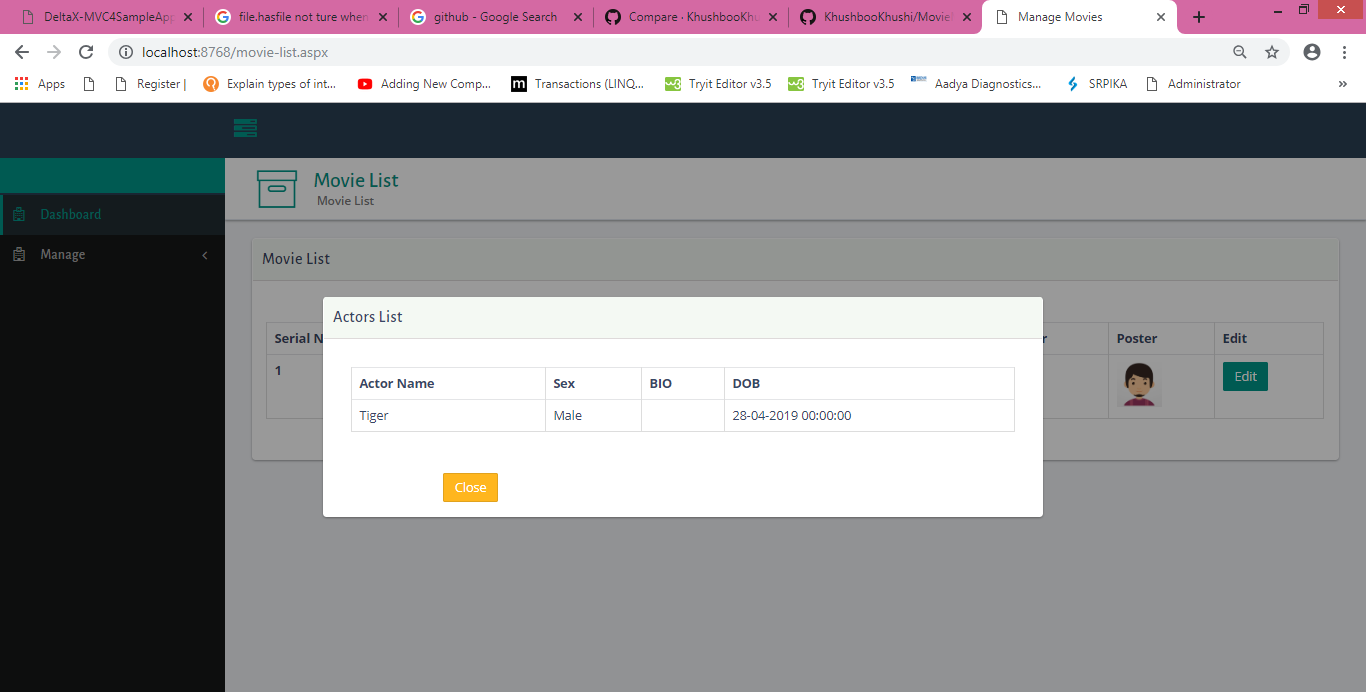 DeltaX-MVC4SampleApp
file.hasfile not ture when
github - Google Search
Compare · KhushbooKhu
KhushbooKhushi/Movie
Manage Movies
localhost:8768/movie-list.aspx
Apps
Register |
Explain types of int...
Adding New Comp...
m
Transactions (LINQ...
Tryit Editor v3.5
Tryit Editor v3.5
Aadya Diagnostics...
SRPIKA
Administrator
»
Movie List
Movie List
Dashboard
Manage
Movie List
Actors List
Serial N
r
Poster
Edit
1
Edit
Actor Name Sex BIO DOB
Tiger Male 28-04-2019 00:00:00
Close